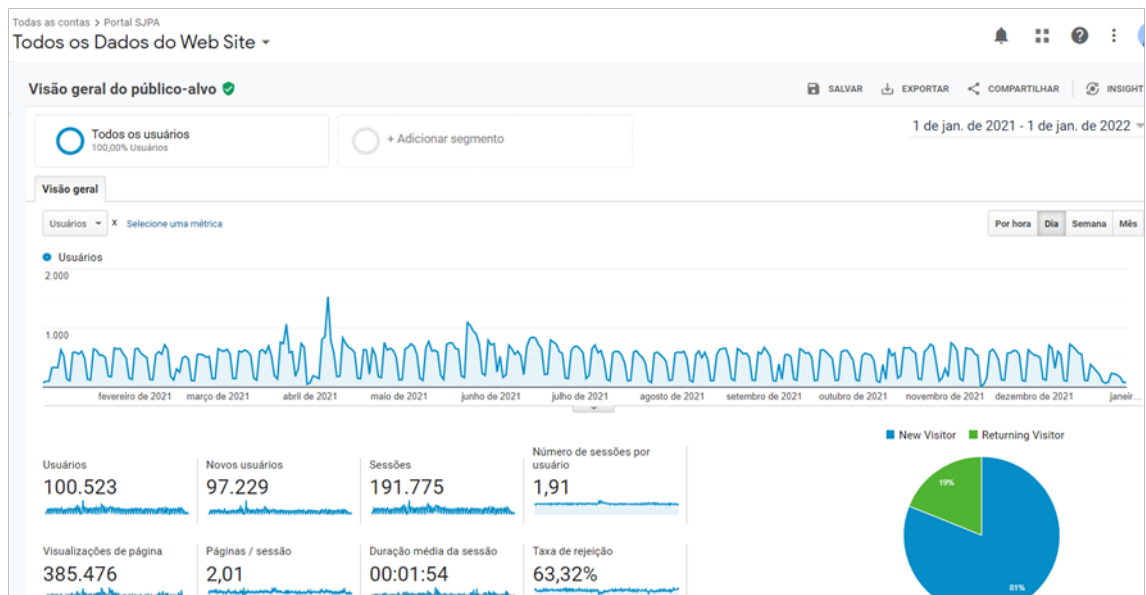 Todas as contas > Portal SJPA
Todos os Dados do Web Site
Visão geral do público-alvo
SALVAR EXPORTAR COMPARTILHAR INSIGHT
Todos os usuários
100,00% Usuários
+ Adicionar segmento
1 de jan. de 2021 - 1 de jan. de 2022
Visão geral
Usuários X Selecione uma métrica
Por hora Dia Semana Mês
Usuários
2.000
1.000
fevereiro de 2021 março de 2021 abril de 2021 maio de 2021 junho de 2021 julho de 2021 agosto de 2021 setembro de 2021 outubro de 2021 novembro de 2021 dezembro de 2021 janeir...
New Visitor Returning Visitor
Usuários
100.523
Novos usuários
97.229
Sessões
191.775
Número de sessões por
usuário
1,91
19%
Visualizações de página
385.476
Páginas / sessão
2,01
Duração média da sessão
00:01:54
Taxa de rejeição
63,32%
81%